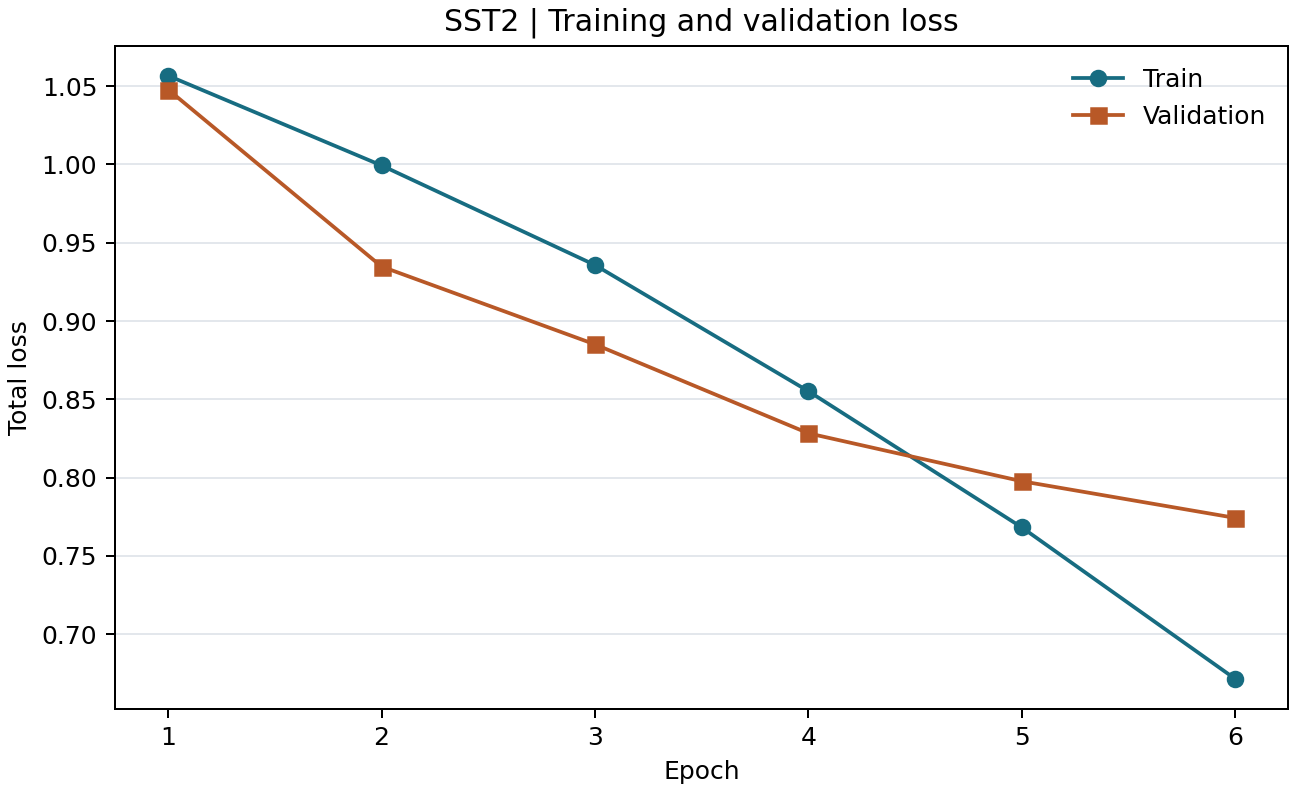 SST2 | Training and validation loss
Train
Validation
Total loss
1.05
1.00
0.95
0.90
0.85
0.80
0.75
0.70
1 2 3 4 5 6
Epoch